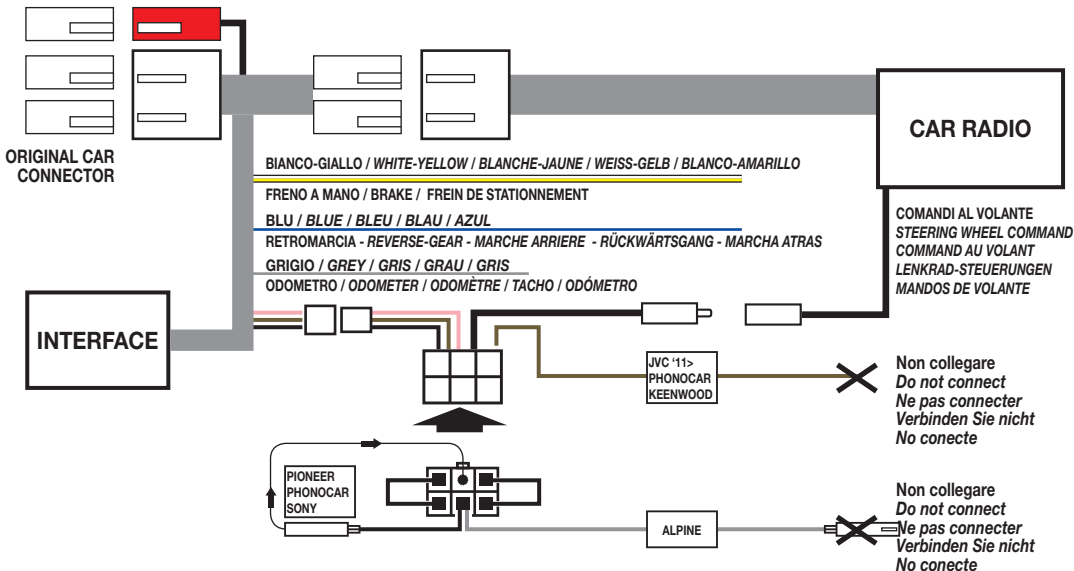 ORIGINAL CAR
CONNECTOR
CAR RADIO
BIANCO-GIALLO / WHITE-YELLOW / BLANCHE-JAUNE / WEISS-GELB / BLANCO-AMARILLO
FRENO A MANO / BRAKE / FREIN DE STATIONNEMENT
BLU / BLUE / BLEU / BLAU / AZUL
RETROMARCIA - REVERSE-GEAR - MARCHE ARRIERE - RÜCKWÄRTSGANG - MARCHA ATRAS
GRIGIO / GREY / GRIS / GRAU / GRIS
ODOMETRO / ODOMETER / ODOMÈTRE / TACHO / ODÓMETRO
COMANDI AL VOLANTE
STEERING WHEEL COMMAND
COMMAND AU VOLANT
LENKRAD-STEUERUNGEN
MANDOS DE VOLANTE
INTERFACE
JVC ‘11>
PHONOCAR
KEENWOOD
Non collegare
Do not connect
Ne pas connecter
Verbinden Sie nicht
No conecte
PIONEER
PHONOCAR
SONY
ALPINE
Non collegare
Do not connect
Ne pas connecter
Verbinden Sie nicht
No conecte